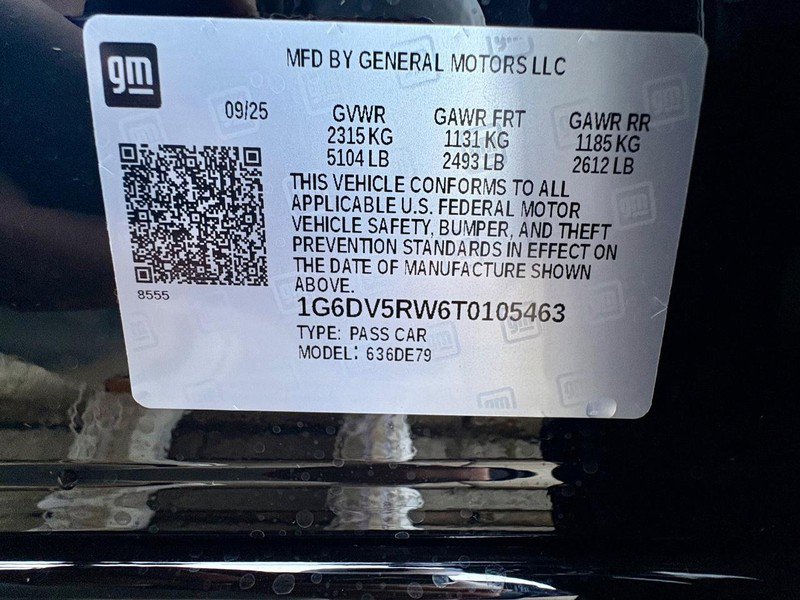 gm
MFD BY GENERAL MOTORS LLC
09/25
GVWR GAWR FRT GAWR RR
2315 KG 1131 KG 1185 KG
5104 LB 2493 LB 2612 LB
THIS VEHICLE CONFORMS TO ALL
APPLICABLE U.S. FEDERAL MOTOR
VEHICLE SAFETY, BUMPER, AND THEFT
PREVENTION STANDARDS IN EFFECT ON
THE DATE OF MANUFACTURE SHOWN
ABOVE.
8555
1G6DV5RW6T0105463
TYPE: PASS CAR
MODEL: 636DE79